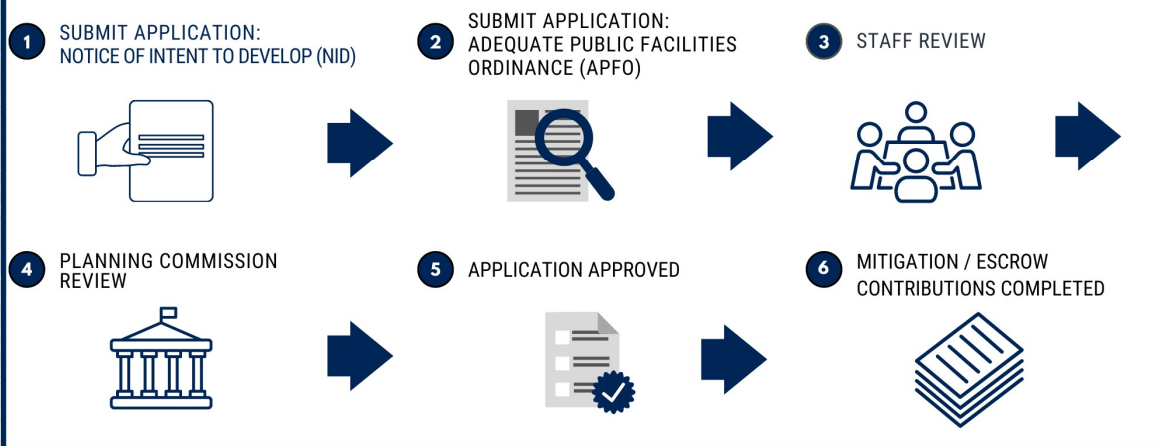 1 SUBMIT APPLICATION:
NOTICE OF INTENT TO DEVELOP (NID)
2 SUBMIT APPLICATION:
ADEQUATE PUBLIC FACILITIES
ORDINANCE (APFO)
3 STAFF REVIEW
4 PLANNING COMMISSION
REVIEW
5 APPLICATION APPROVED
6 MITIGATION / ESCROW
CONTRIBUTIONS COMPLETED